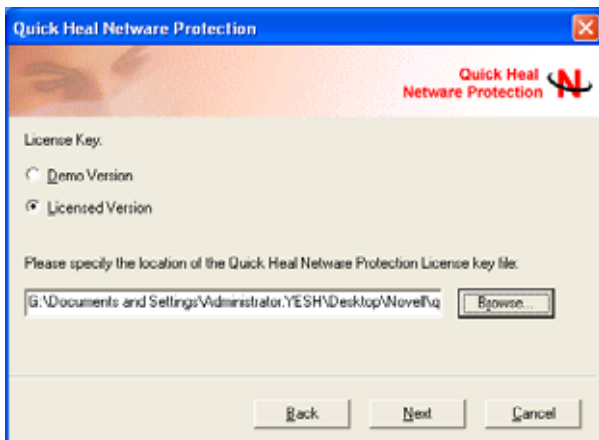 Quick Heal Netware Protection
Quick Heal
Netware Protection
N
License Key:
Demo Version
Licensed Version
Please specify the location of the Quick Heal Netware Protection License key file:
G:\Documents and Settings\Administrator.YESH\Desktop\Novell\q
Browse...
Back
Next
Cancel